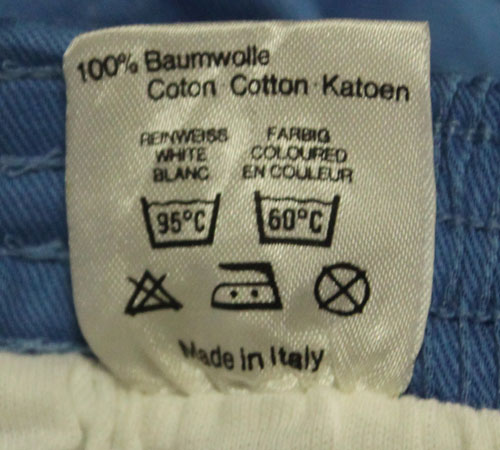 100% Baumwolle
Coton Cotton · Katoen
REINWEISS FARBIG
WHITE COLOURED
BLANC EN COULEUR
95°C 60°C
Made in Italy